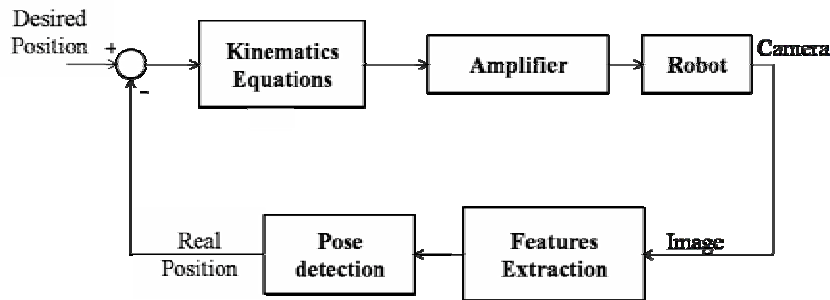 Desired
Position
+
-
Kinematics
Equations
Amplifier
Robot
Camera
Real
Position
Pose
detection
Features
Extraction
Image